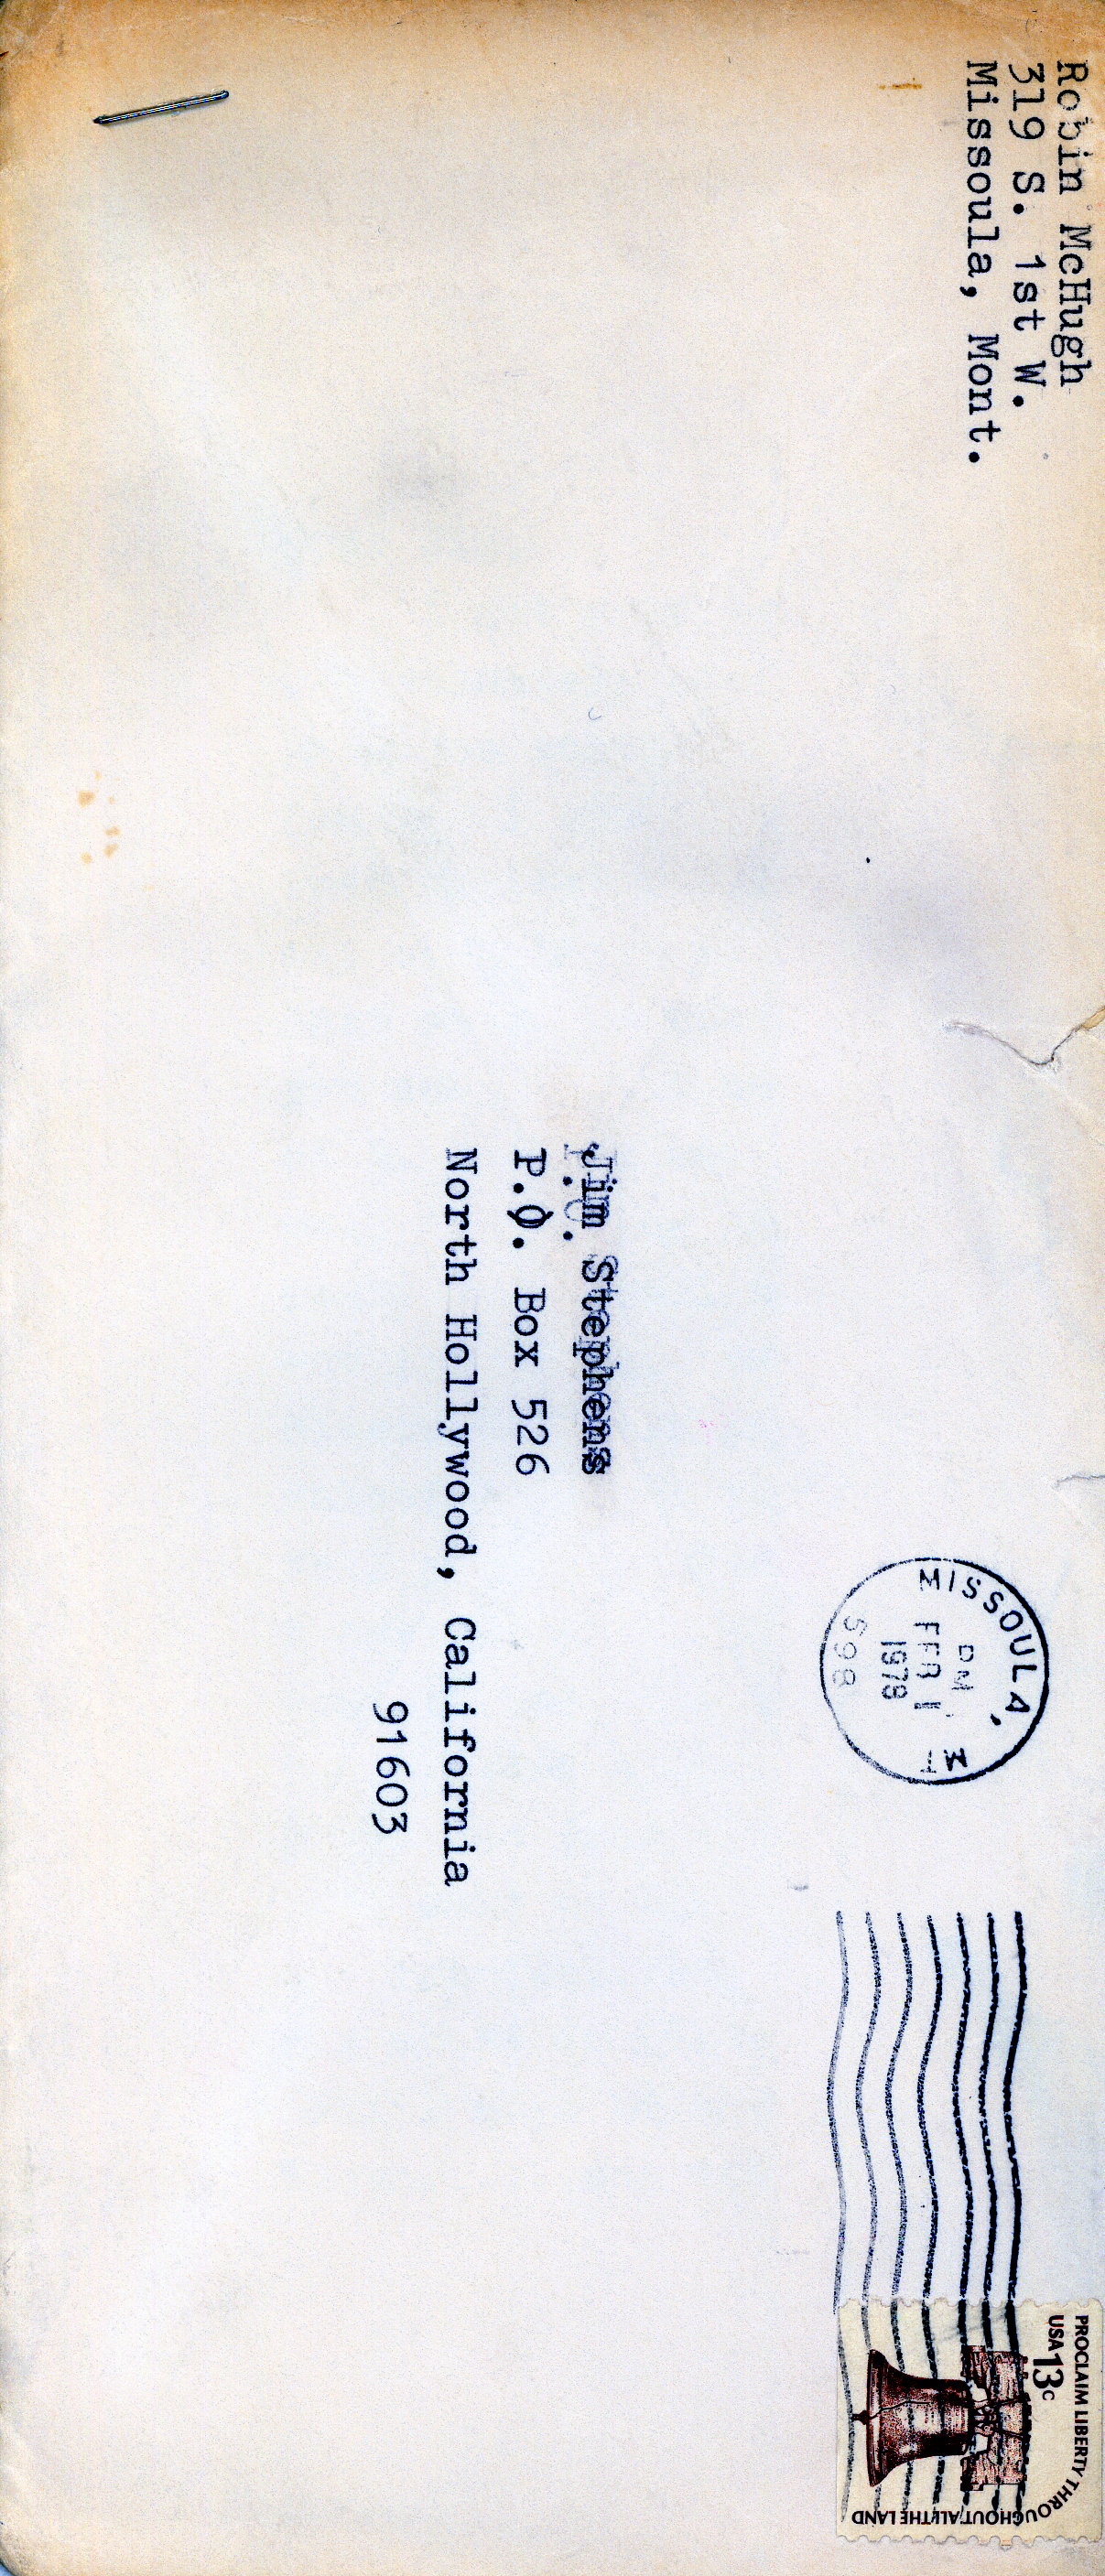 Robin McHugh
319 S. 1st W.
Missoula, Mont.
MISSOULA, MT
PM
FEB 1
1978
598
PROCLAIM LIBERTY THROUGHOUT ALL THE LAND
USA 13c
Jim Stephens
P.O. Box 526
North Hollywood, California
91603